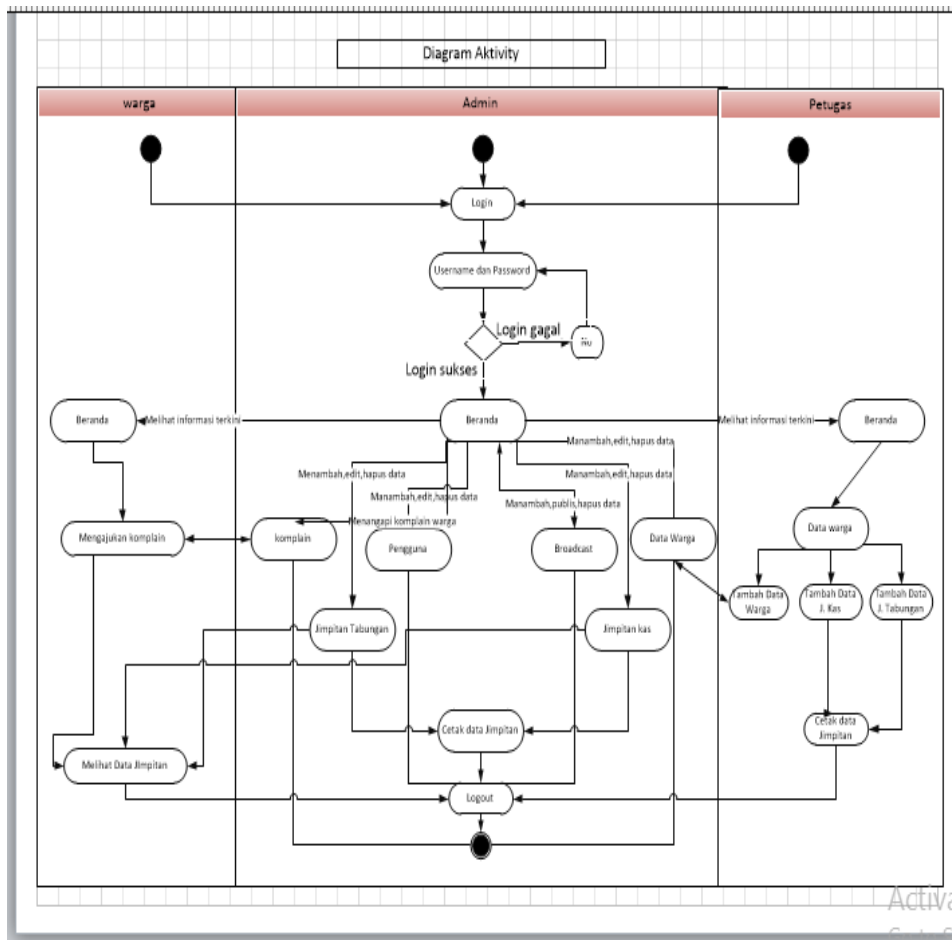 Diagram Aktivity
warga
Admin
Petugas
Login
Username dan Password
Login gagal
No
Login sukses
Beranda
Melihat informasi terkini
Beranda
Melihat informasi terkini
Beranda
Manambah,edit,hapus data
Menambah,edit,hapus data
Manambah,edit,hapus data
Manambah,edit,hapus data
Manambah,publis,hapus data
Menangapi komplain warga
Mengajukan komplain
komplain
Pengguna
Broadcast
Data Warga
Data warga
Tambah Data
Warga
Tambah Data
J. Kas
Tambah Data
J. Tabungan
Jimpitan Tabungan
Jimpitan kas
Cetak data Jimpitan
Cetak data
Jimpitan
Melihat Data Jimpitan
Logout